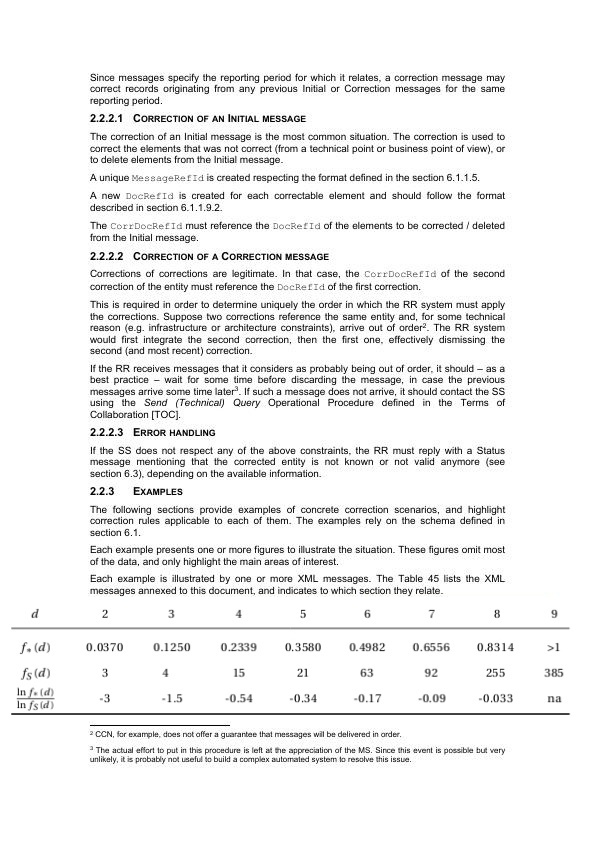 Since messages specify the reporting period for which it relates, a correction message may
correct records originating from any previous Initial or Correction messages for the same
reporting period.
2.2.2.1 CORRECTION OF AN INITIAL MESSAGE
The correction of an Initial message is the most common situation. The correction is used to
correct the elements that was not correct (from a technical point or business point of view), or
to delete elements from the Initial message.
A unique MessageRefId is created respecting the format defined in the section 6.1.1.5.
A new DocRefId is created for each correctable element and should follow the format
described in section 6.1.1.9.2.
The CorrDocRefId must reference the DocRefId of the elements to be corrected / deleted
from the Initial message.
2.2.2.2 CORRECTION OF A CORRECTION MESSAGE
Corrections of corrections are legitimate. In that case, the CorrDocRefId of the second
correction of the entity must reference the DocRefId of the first correction.
This is required in order to determine uniquely the order in which the RR system must apply
the corrections. Suppose two corrections reference the same entity and, for some technical
reason (e.g. infrastructure or architecture constraints), arrive out of order². The RR system
would first integrate the second correction, then the first one, effectively dismissing the
second (and most recent) correction.
If the RR receives messages that it considers as probably being out of order, it should – as a
best practice – wait for some time before discarding the message, in case the previous
messages arrive some time later³. If such a message does not arrive, it should contact the SS
using the Send (Technical) Query Operational Procedure defined in the Terms of
Collaboration [TOC].
2.2.2.3 ERROR HANDLING
If the SS does not respect any of the above constraints, the RR must reply with a Status
message mentioning that the corrected entity is not known or not valid anymore (see
section 6.3), depending on the available information.
2.2.3 EXAMPLES
The following sections provide examples of concrete correction scenarios, and highlight
correction rules applicable to each of them. The examples rely on the schema defined in
section 6.1.
Each example presents one or more figures to illustrate the situation. These figures omit most
of the data, and only highlight the main areas of interest.
Each example is illustrated by one or more XML messages. The Table 45 lists the XML
messages annexed to this document, and indicates to which section they relate.
d 2 3 4 5 6 7 8 9
f*(d) 0.0370 0.1250 0.2339 0.3580 0.4982 0.6556 0.8314 >1
fS(d) 3 4 15 21 63 92 255 385
ln f*(d) / ln fS(d) -3 -1.5 -0.54 -0.34 -0.17 -0.09 -0.033 na
² CCN, for example, does not offer a guarantee that messages will be delivered in order.
³ The actual effort to put in this procedure is left at the appreciation of the MS. Since this event is possible but very
unlikely, it is probably not useful to build a complex automated system to resolve this issue.